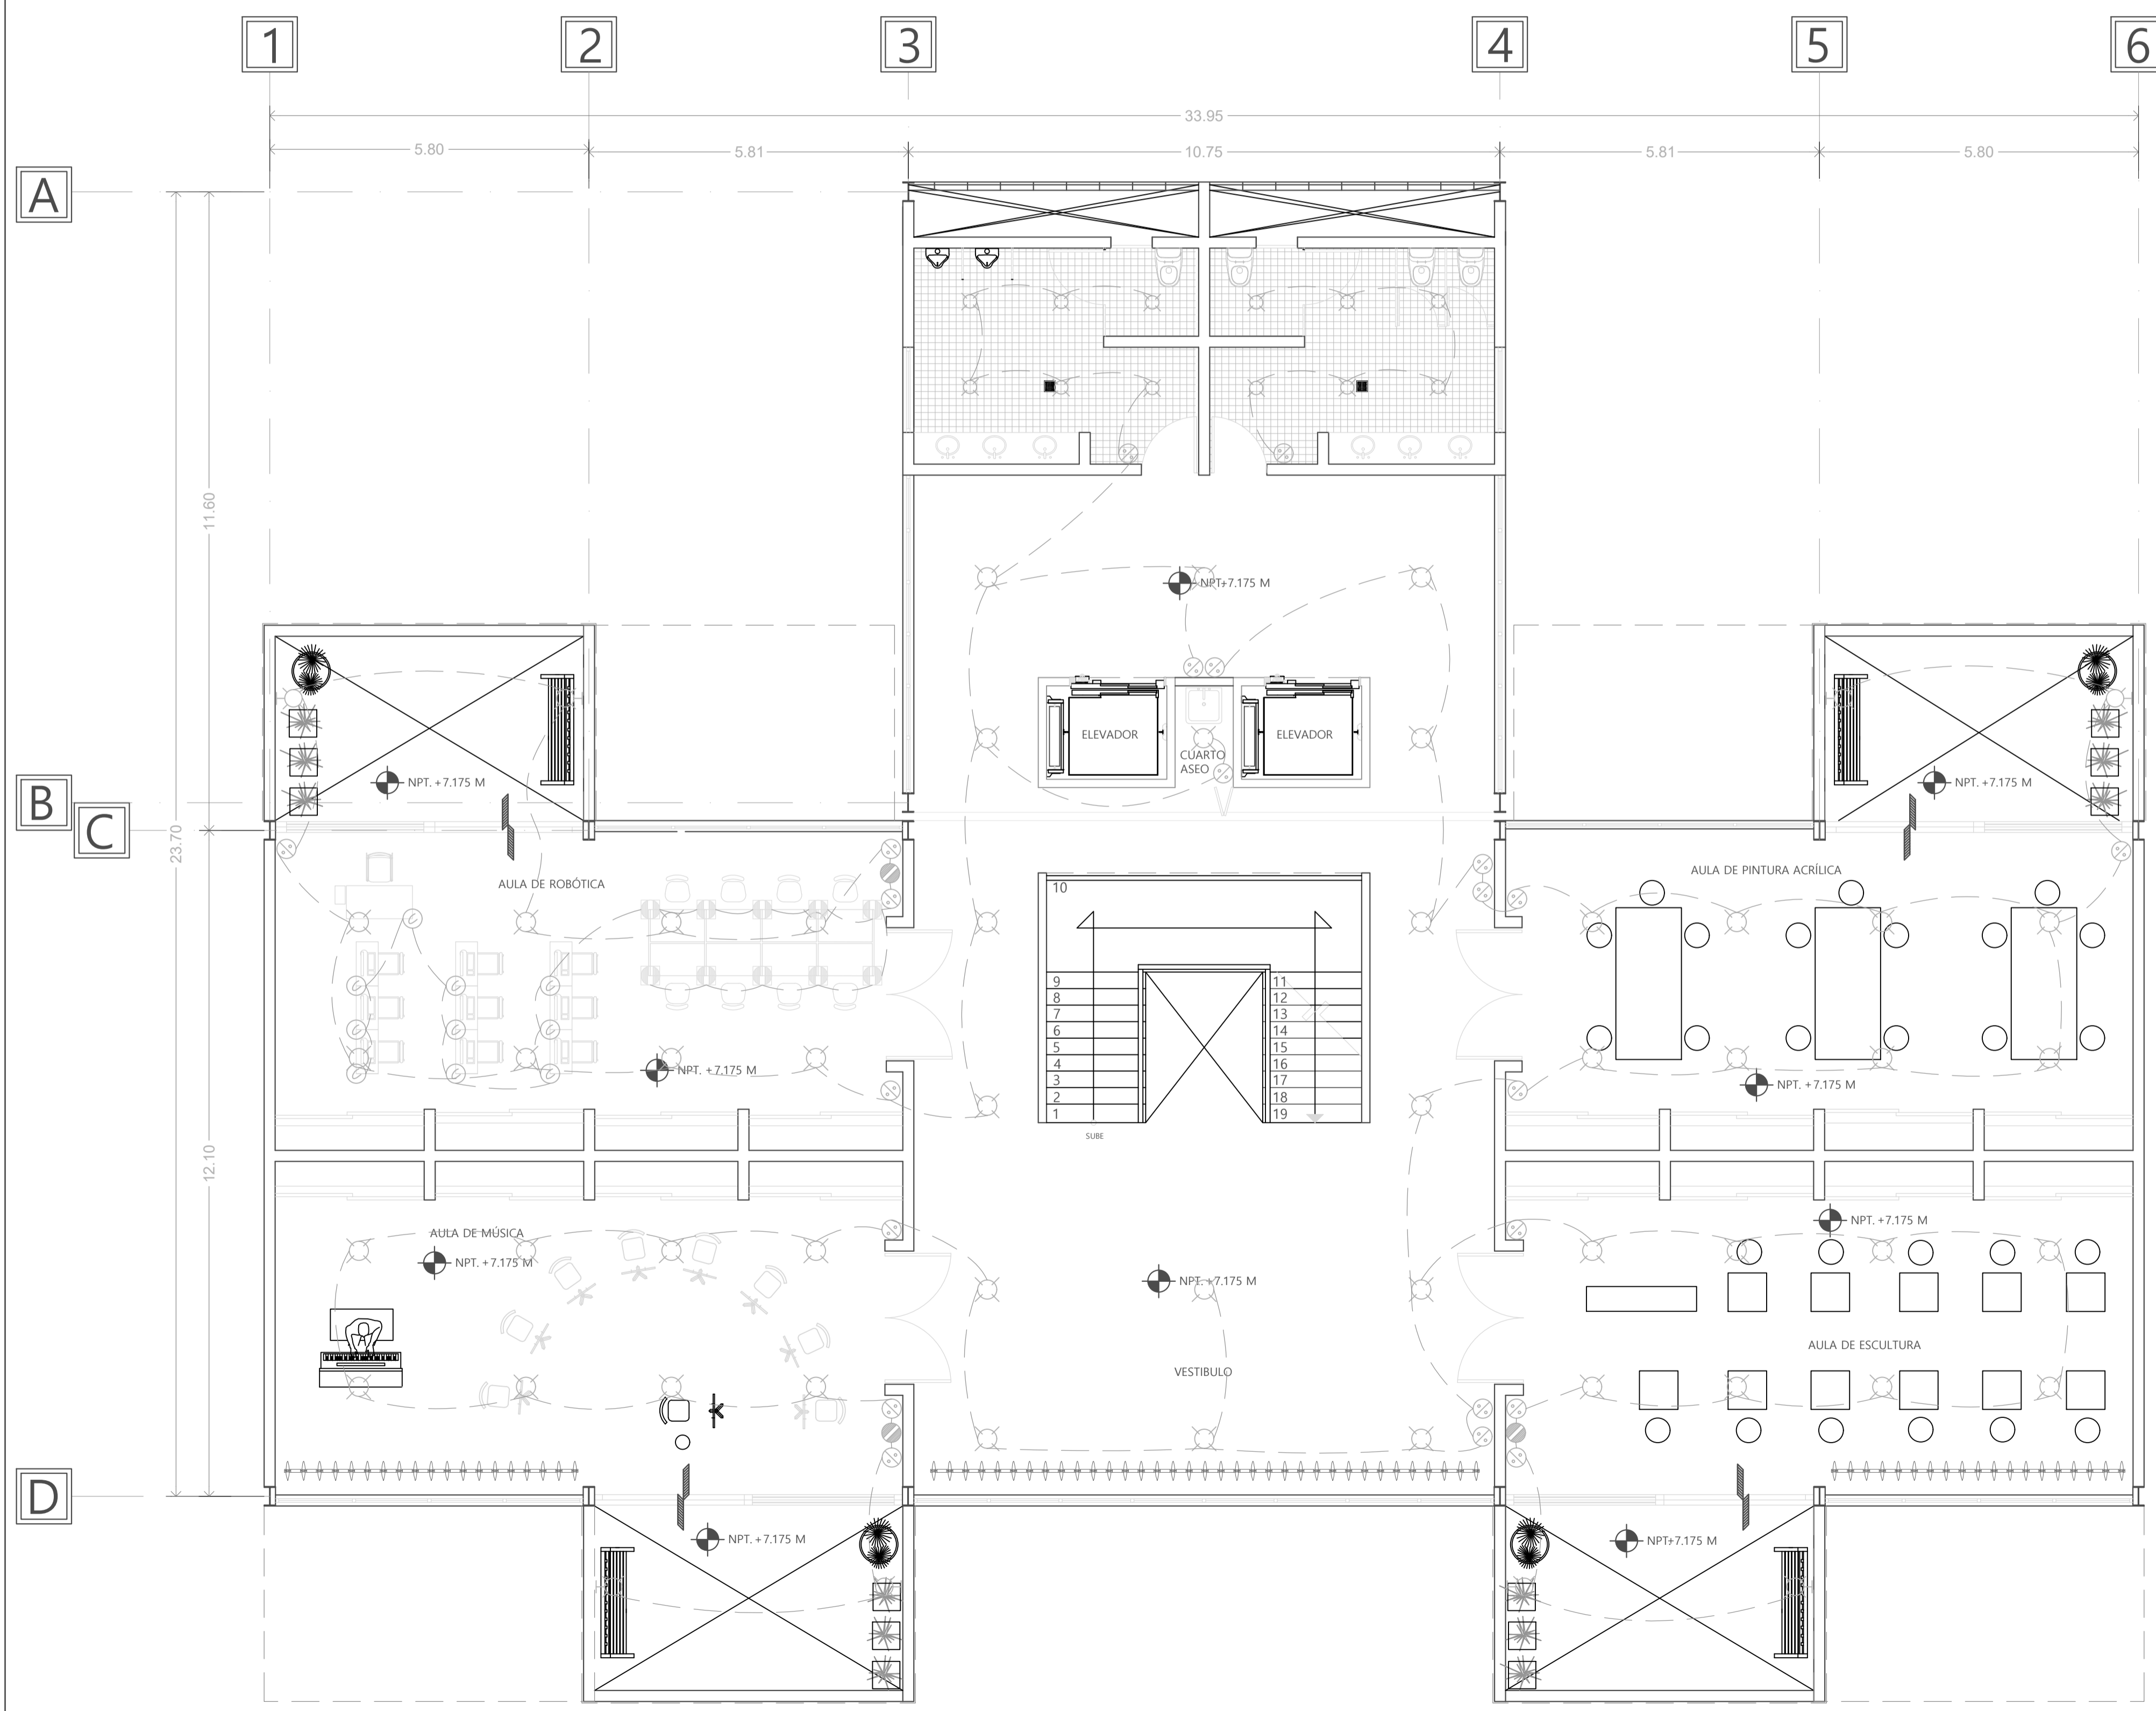 1 2 3 4 5 6
33.95
5.80 5.81 10.75 5.81 5.80
A
11.60
NPT+7.175 M
ELEVADOR
CUARTO
ASEO
ELEVADOR
NPT. +7.175 M
NPT. +7.175 M
B
C
23.70
AULA DE ROBÓTICA
AULA DE PINTURA ACRÍLICA
10
9 11
8 12
7 13
6 14
5 15
4 16
3 17
2 18
1 19
SUBE
NPT. +7.175 M
NPT. +7.175 M
12.10
AULA DE MÚSICA
NPT. +7.175 M
NPT. +7.175 M
NPT. +7.175 M
AULA DE ESCULTURA
VESTIBULO
D
NPT. +7.175 M
NPT+7.175 M